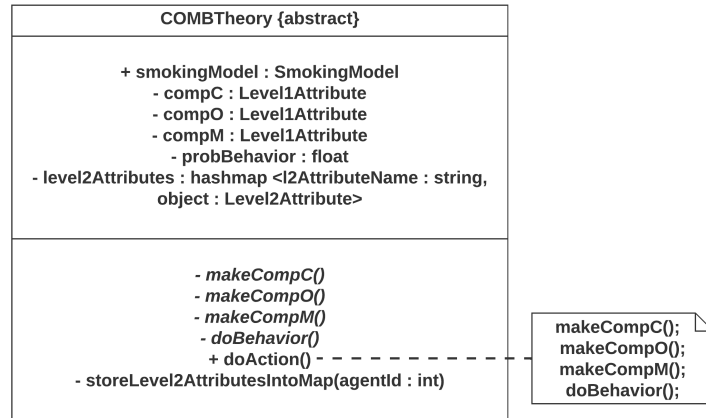 COMBTheory {abstract}
+ smokingModel : SmokingModel
- compC : Level1Attribute
- compO : Level1Attribute
- compM : Level1Attribute
- probBehavior : float
- level2Attributes : hashmap <l2AttributeName : string,
object : Level2Attribute>
- makeCompC()
- makeCompO()
- makeCompM()
- doBehavior()
+ doAction()
- storeLevel2AttributesIntoMap(agentId : int)
makeCompC();
makeCompO();
makeCompM();
doBehavior();